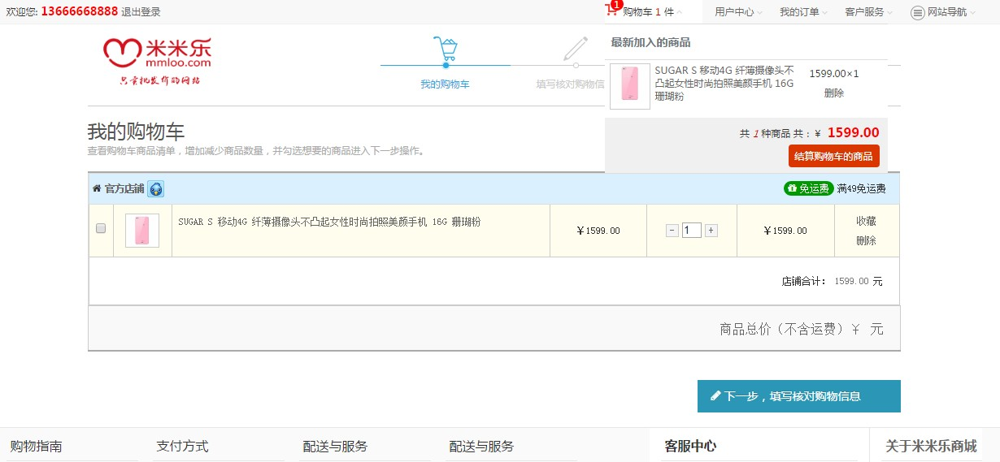 欢迎您: 13666668888 退出登录
1
购物车 1 件
用户中心
我的订单
客户服务
网站导航
米米乐
mmloo.com
只卖批发价的网站
我的购物车
填写核对购物信
最新加入的商品
SUGAR S 移动4G 纤薄摄像头不
凸起女性时尚拍照美颜手机 16G
珊瑚粉
1599.00×1
删除
共 1 种商品 共：￥ 1599.00
结算购物车的商品
我的购物车
查看购物车商品清单，增加减少商品数量，并勾选想要的商品进入下一步操作。
官方店铺
免运费 满49免运费
SUGAR S 移动4G 纤薄摄像头不凸起女性时尚拍照美颜手机 16G 珊瑚粉
￥1599.00
− 1 +
￥1599.00
收藏
删除
店铺合计： 1599.00 元
商品总价（不含运费）￥ 元
下一步，填写核对购物信息
购物指南
支付方式
配送与服务
配送与服务
客服中心
关于米米乐商城